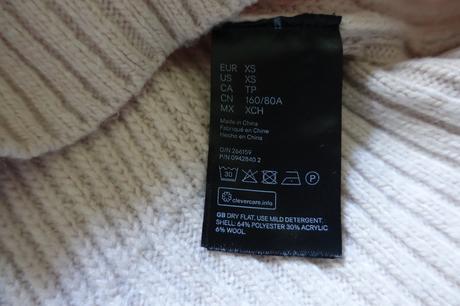 EUR XS
US XS
CA TP
CN 160/80A
MX XCH
Made in China
Fabriqué en Chine
Hecho en China
O/N 266159
P/N 0942840 2
30
P
clevercare.info
GB DRY FLAT. USE MILD DETERGENT.
SHELL: 64% POLYESTER 30% ACRYLIC
6% WOOL.